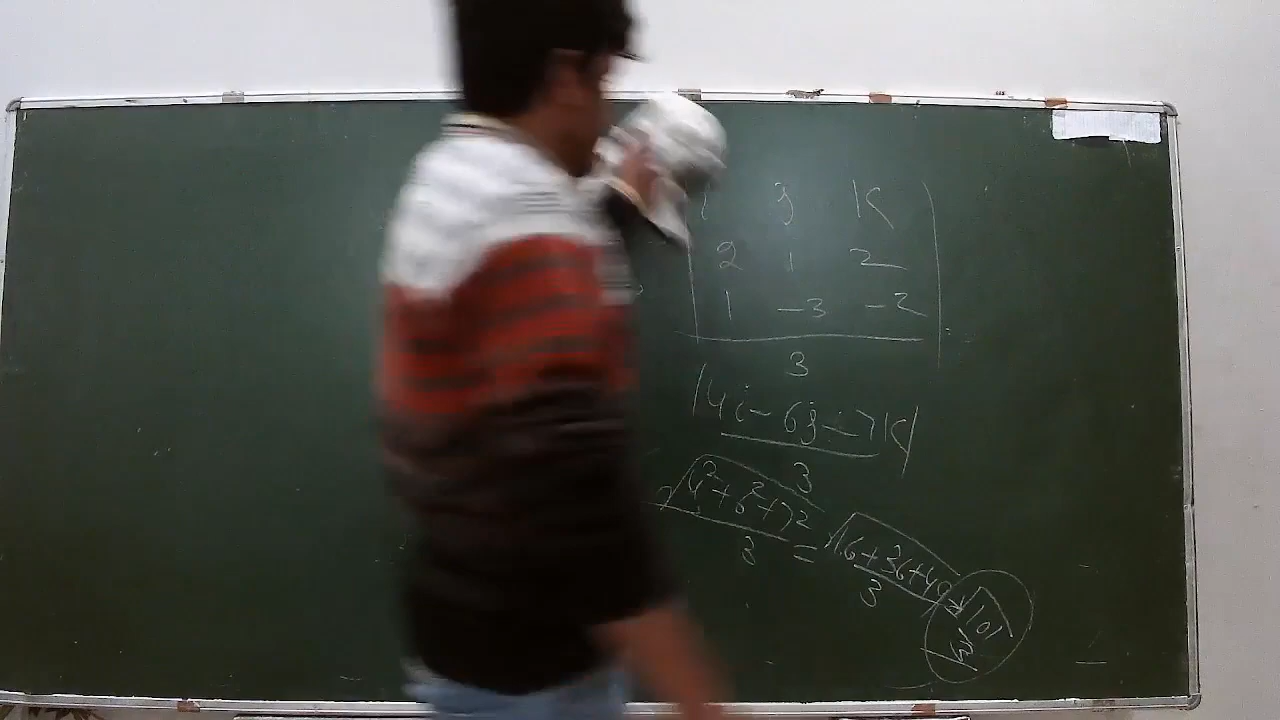 i j K
2 1 2
1 -3 -2
3
|4i - 6j - 7K|
3
√4²+6²+7²
3
=
√16+36+49
3
√101
3